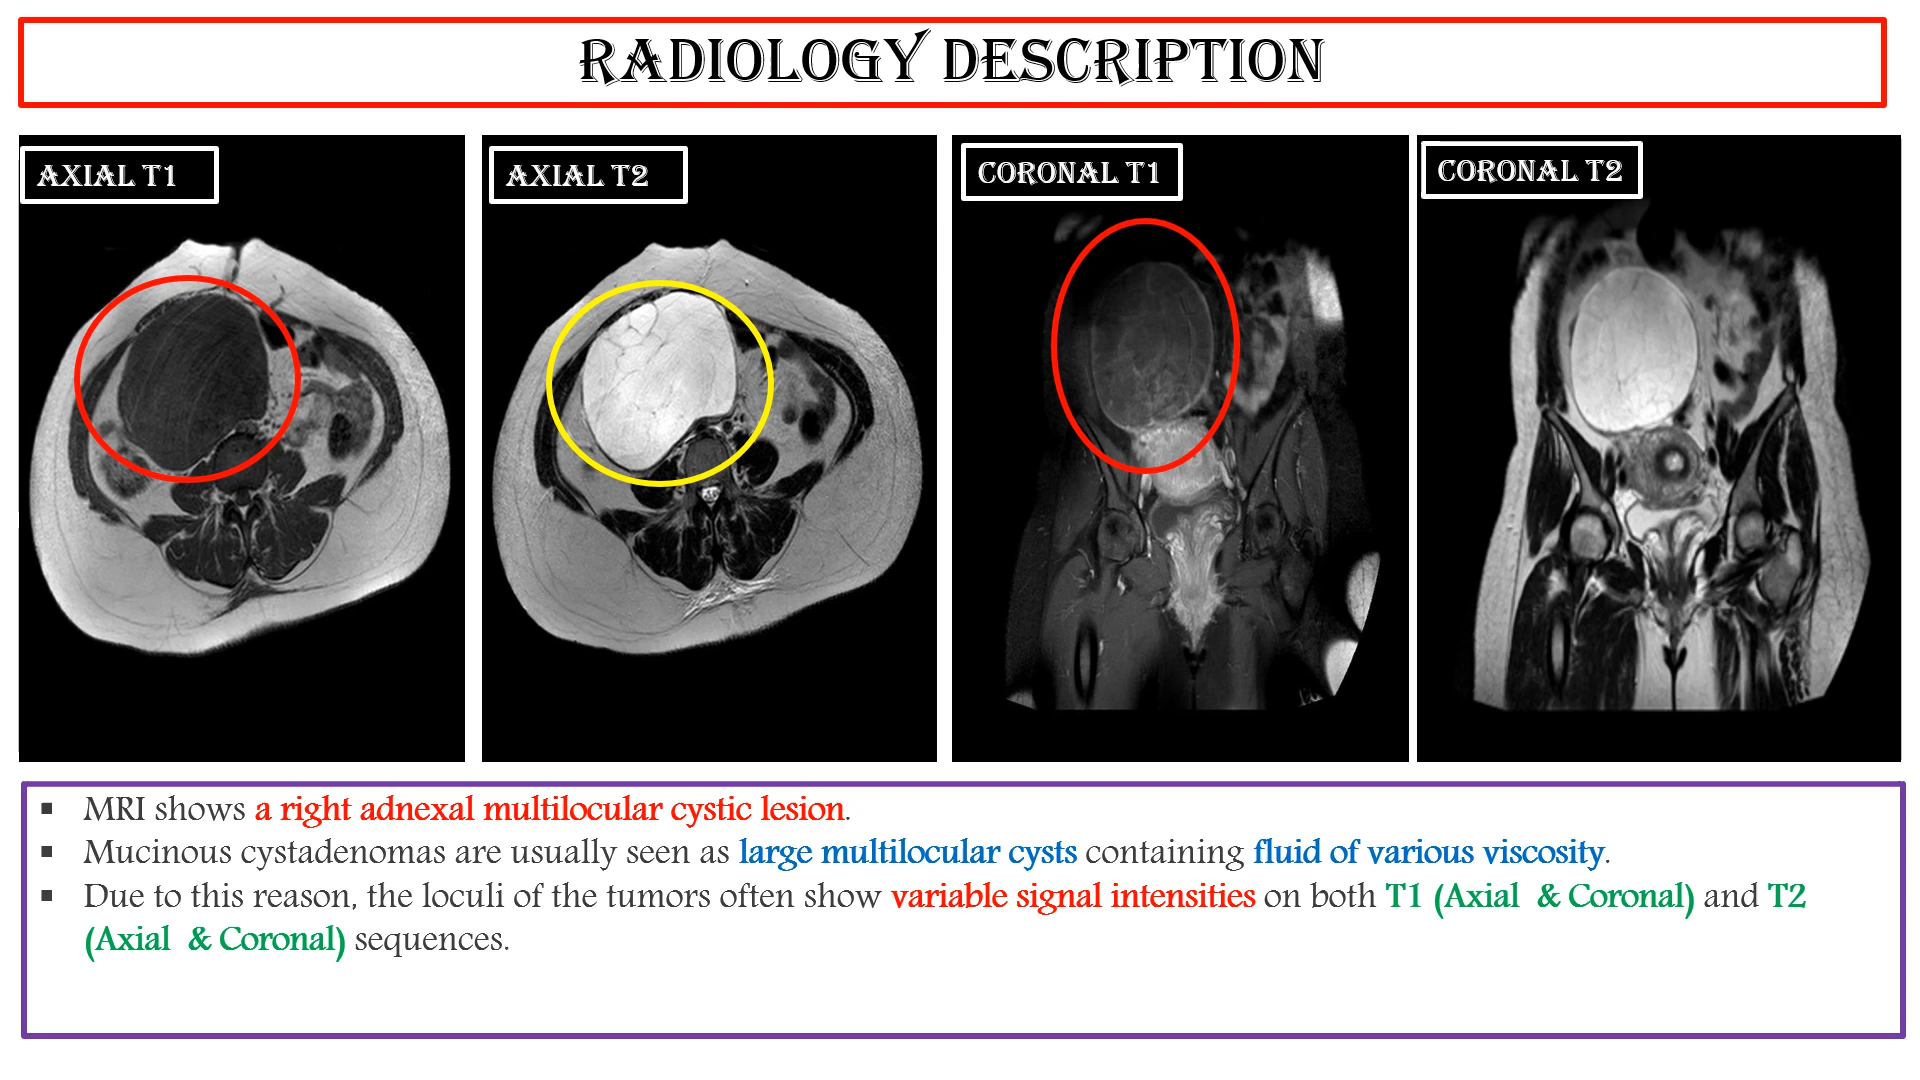 RADIOLOGY DESCRIPTION
AXIAL T1
AXIAL T2
CORONAL T1
CORONAL T2
▪ MRI shows a right adnexal multilocular cystic lesion.
▪ Mucinous cystadenomas are usually seen as large multilocular cysts containing fluid of various viscosity.
▪ Due to this reason, the loculi of the tumors often show variable signal intensities on both T1 (Axial & Coronal) and T2
(Axial & Coronal) sequences.